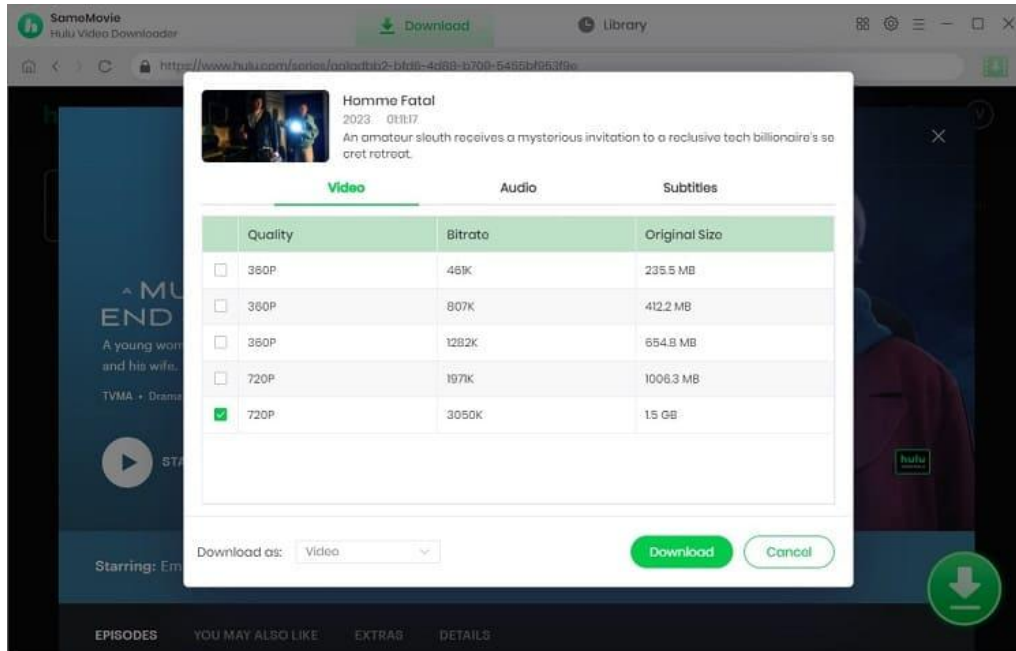 SameMovie
Hulu Video Downloader
Download
Library
Homme Fatal
2023 01:11:17
An amateur sleuth receives a mysterious invitation to a reclusive tech billionaire's se
cret retreat.
Video Audio Subtitles
Quality Bitrate Original Size
360P 461K 235.5 MB
360P 807K 412.2 MB
360P 1282K 654.8 MB
720P 1971K 1006.3 MB
720P 3050K 1.5 GB
Download as: Video
Download Cancel
A MU
END
A young wom
and his wife.
TVMA • Drama
STA
hulu
Starring: Em
EPISODES YOU MAY ALSO LIKE EXTRAS DETAILS
V